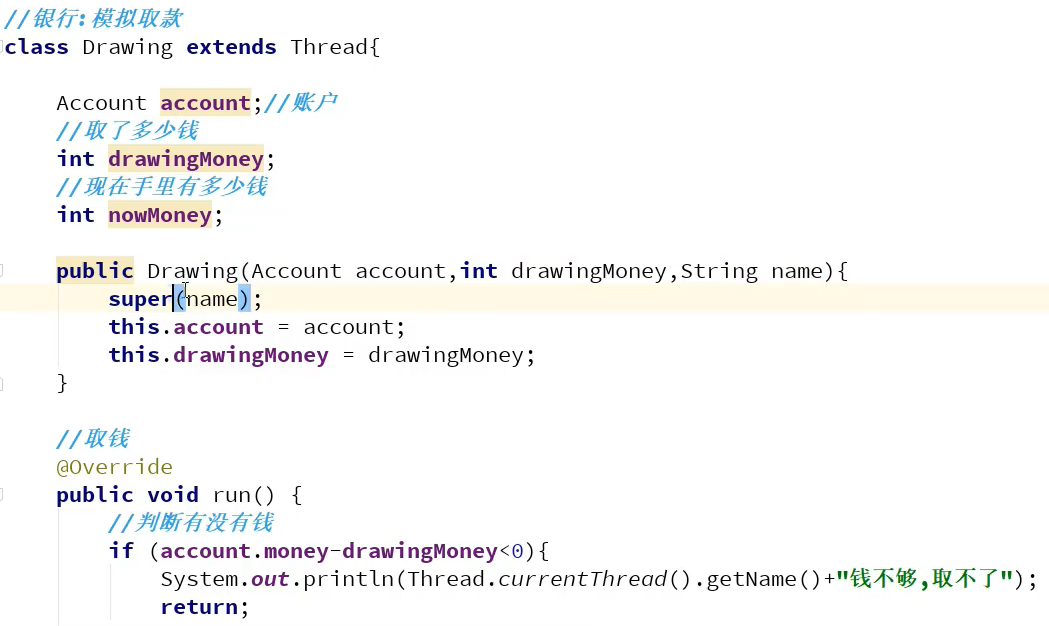 //银行:模拟取款
class Drawing extends Thread{
Account account;//账户
//取了多少钱
int drawingMoney;
//现在手里有多少钱
int nowMoney;
public Drawing(Account account,int drawingMoney,String name){
super(name);
this.account = account;
this.drawingMoney = drawingMoney;
}
//取钱
@Override
public void run() {
//判断有没有钱
if (account.money-drawingMoney<0){
System.out.println(Thread.currentThread().getName()+"钱不够,取不了");
return;